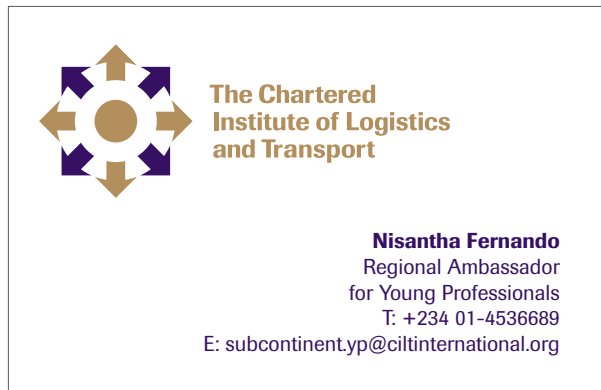 The Chartered
Institute of Logistics
and Transport
Nisantha Fernando
Regional Ambassador
for Young Professionals
T: +234 01-4536689
E: subcontinent.yp@ciltinternational.org